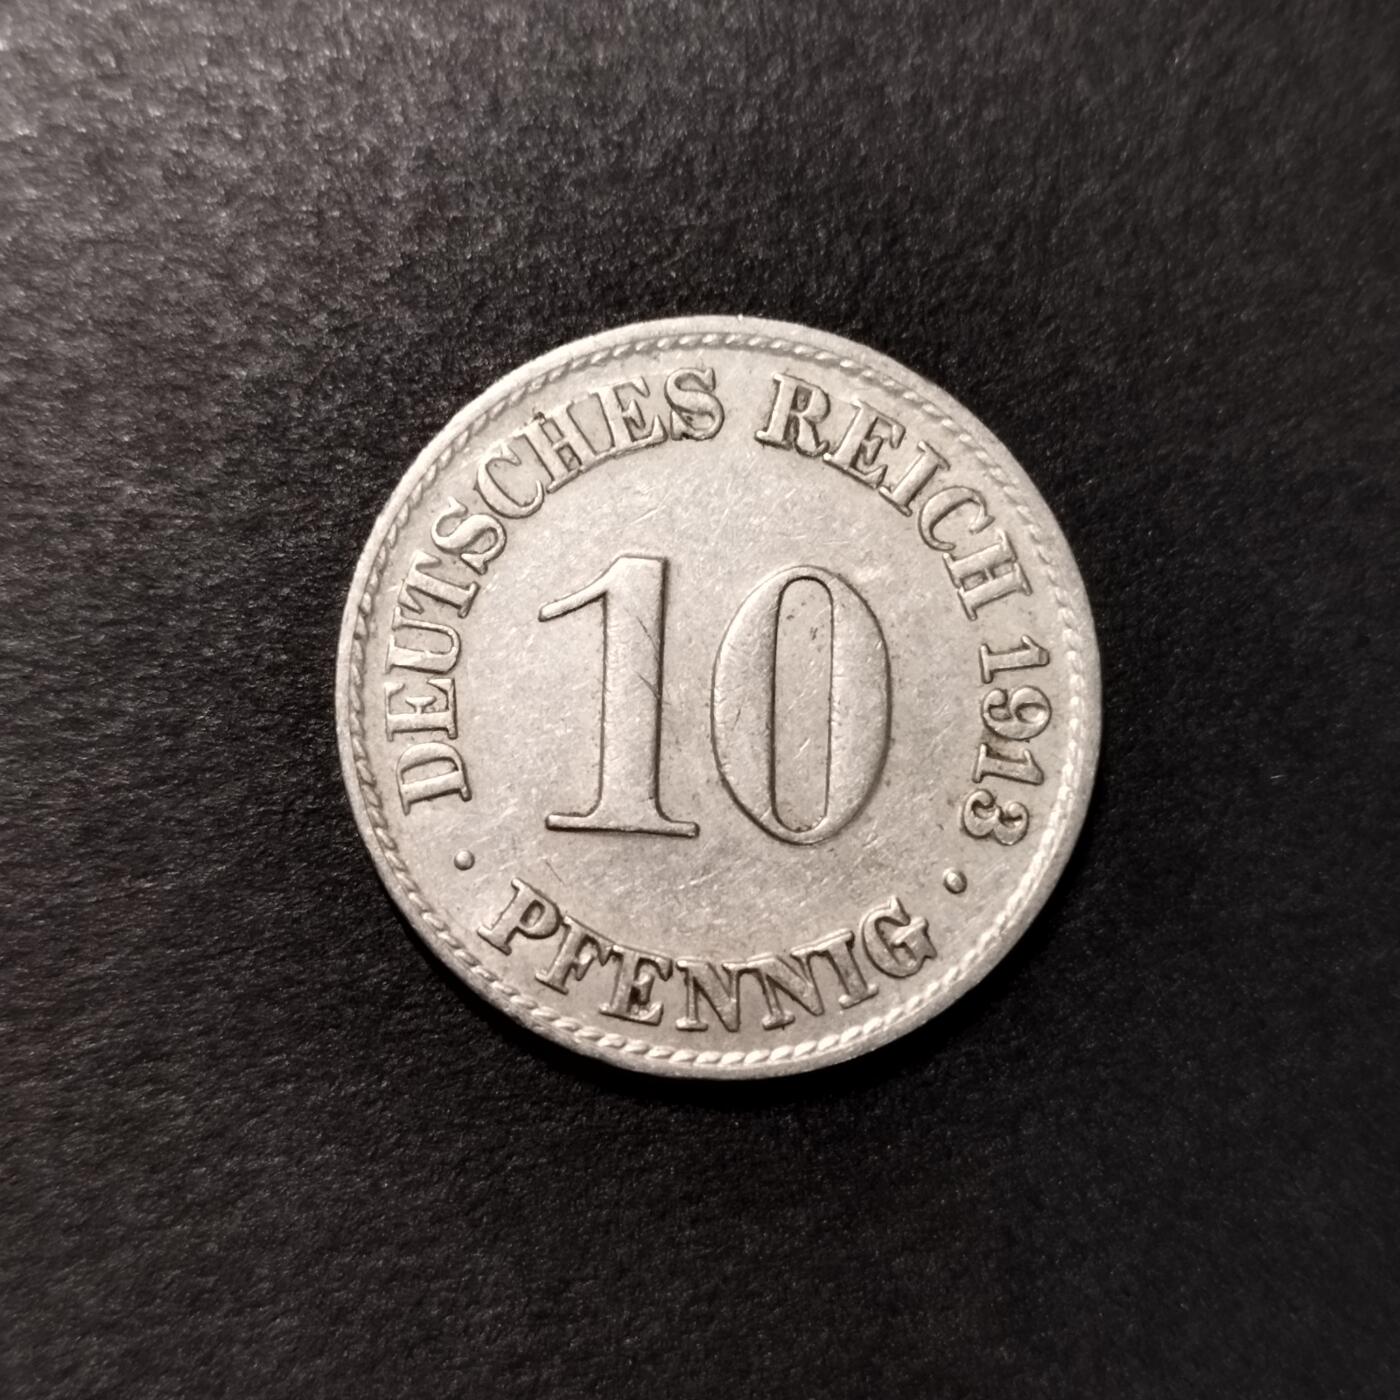 DEUTSCHES REICH 1913
10
· PFENNIG ·